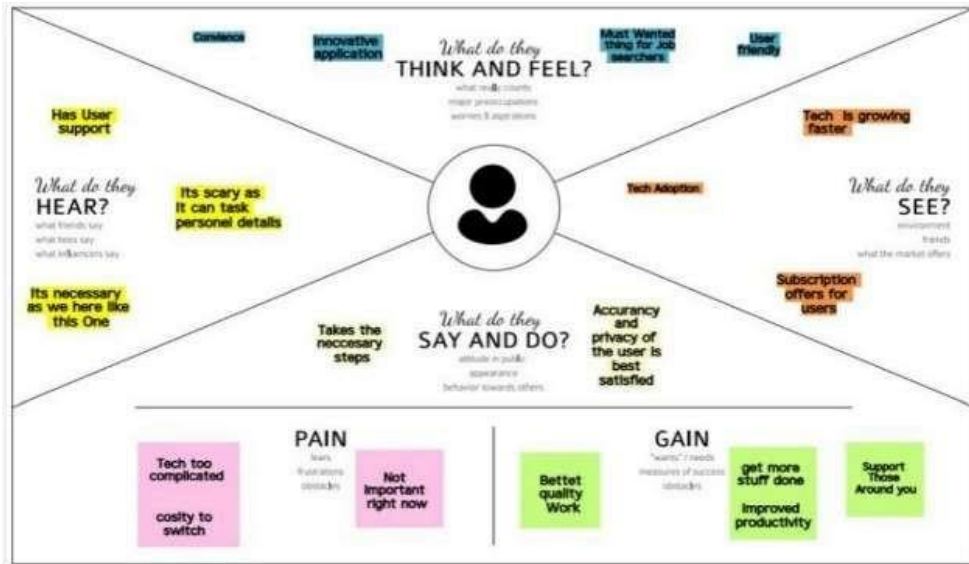 Convience
Innovative
application
What do they
THINK AND FEEL?
what really counts
major preoccupations
worries & aspirations
Must Wanted
thing for Job
searchers
User
friendly
Has User
support
What do they
HEAR?
what friends say
what boss say
what influencers say
Its scary as
It can task
personel details
Its necessary
as we here like
this One
Tech is growing
faster
Tech Adoption
What do they
SEE?
environment
friends
what the market offers
Subscription
offers for
users
Takes the
neccesary
steps
What do they
SAY AND DO?
attitude in public
appearance
behavior towards others
Accurancy
and
privacy of
the user is
best
satisfied
PAIN
fears
frustrations
obstacles
Tech too
complicated
cosity to
switch
Not
Important
right now
GAIN
"wants" / needs
measures of success
obstacles
Bettet
quality
Work
get more
stuff done
Improved
productivity
Support
Those
Around you